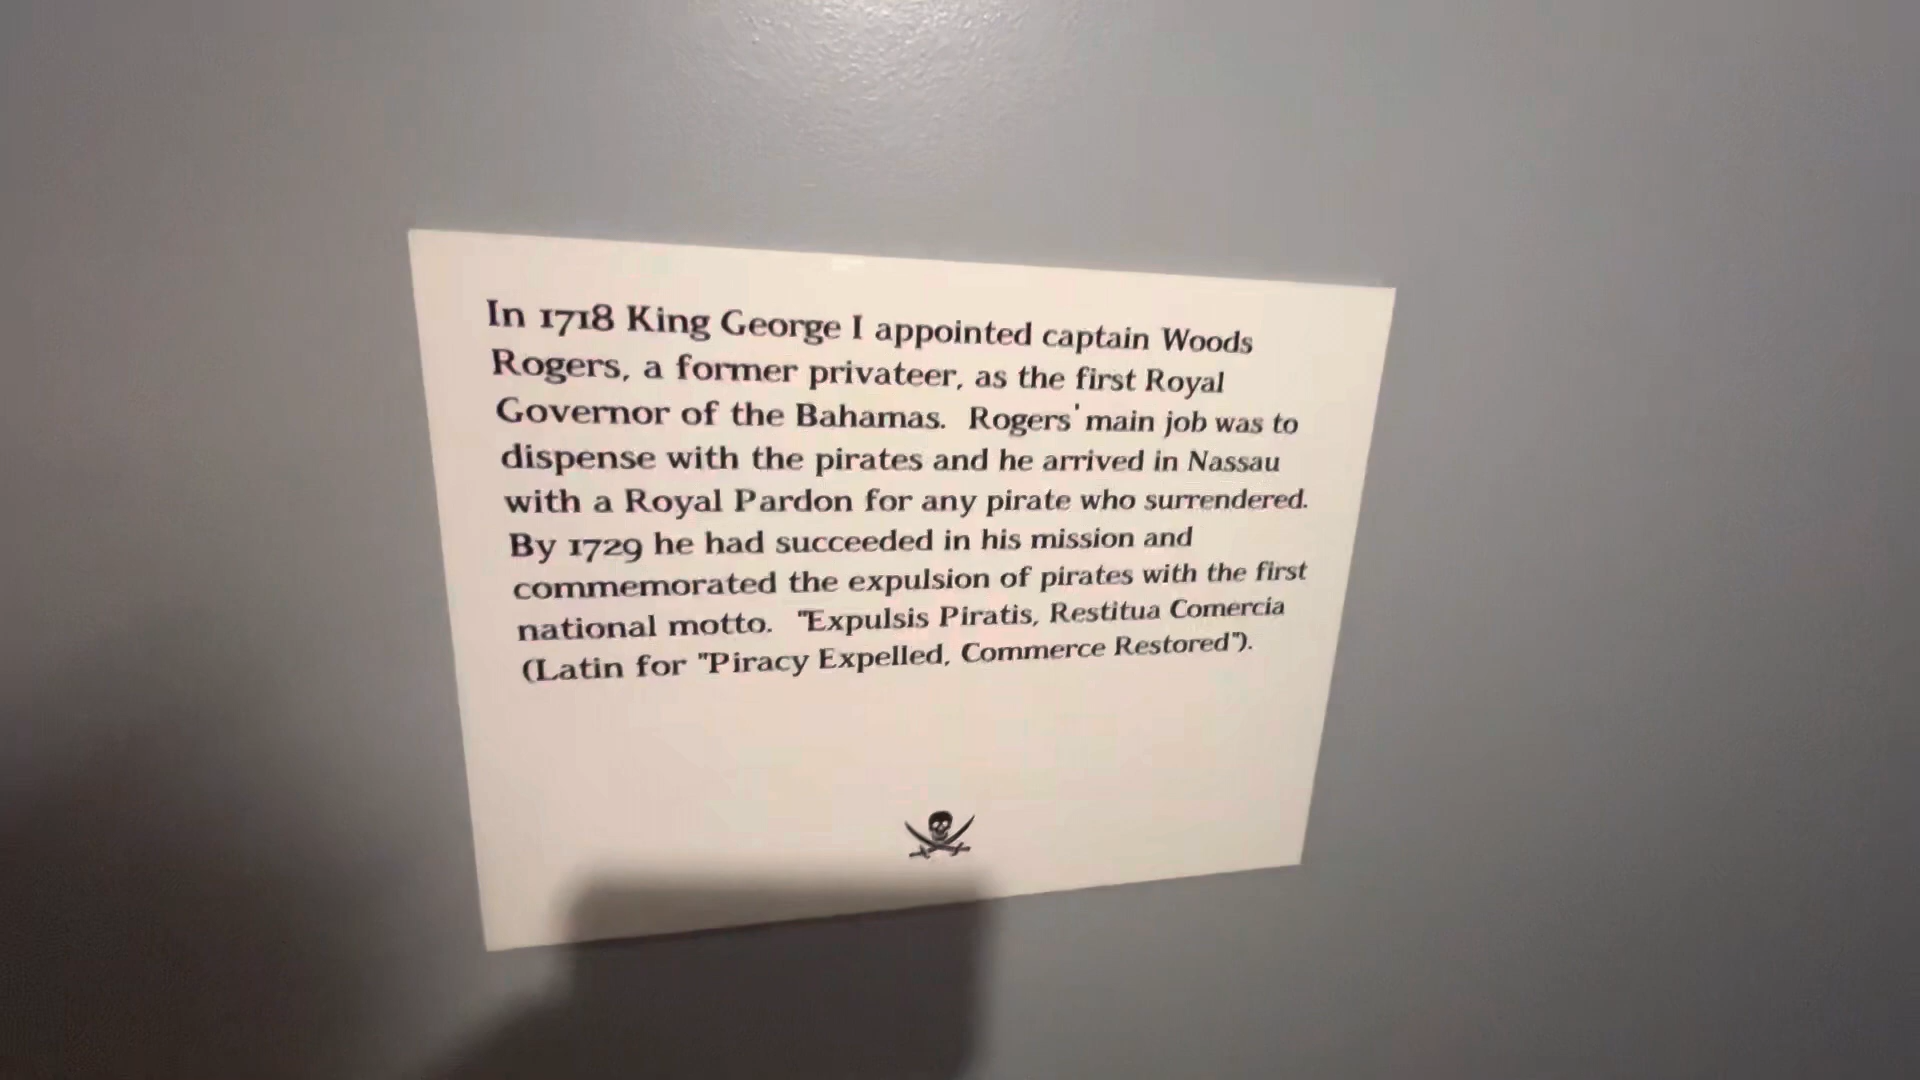 In 1718 King George I appointed captain Woods
Rogers, a former privateer, as the first Royal
Governor of the Bahamas. Rogers' main job was to
dispense with the pirates and he arrived in Nassau
with a Royal Pardon for any pirate who surrendered.
By 1729 he had succeeded in his mission and
commemorated the expulsion of pirates with the first
national motto. "Expulsis Piratis, Restitua Comercia
(Latin for "Piracy Expelled, Commerce Restored").